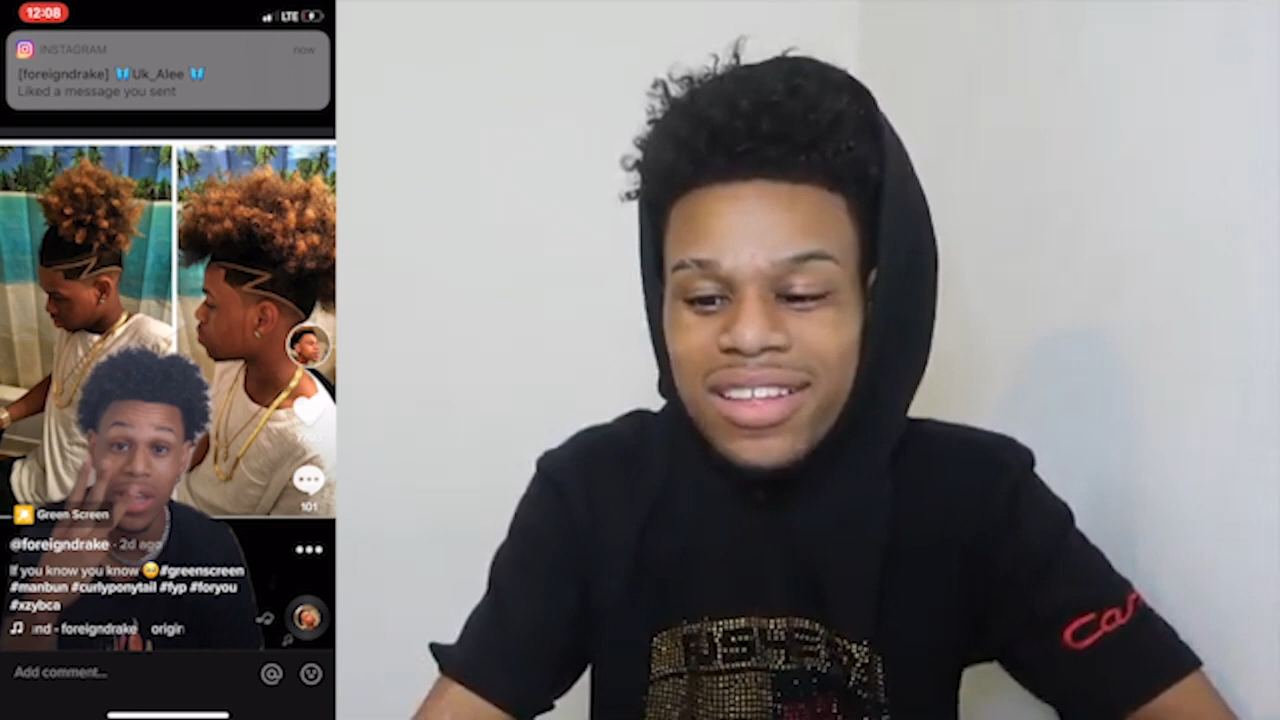 12:08
LTE
INSTAGRAM
now
[foreigndrake] 🦋Uk_Alee 🦋
Liked a message you sent
101
Green Screen
@foreigndrake · 2d ago
If you know you know 🥺#greenscreen
#manbun #curlyponytail #fyp #foryou
#xzybca
nd - foreigndrake origin
Add comment...